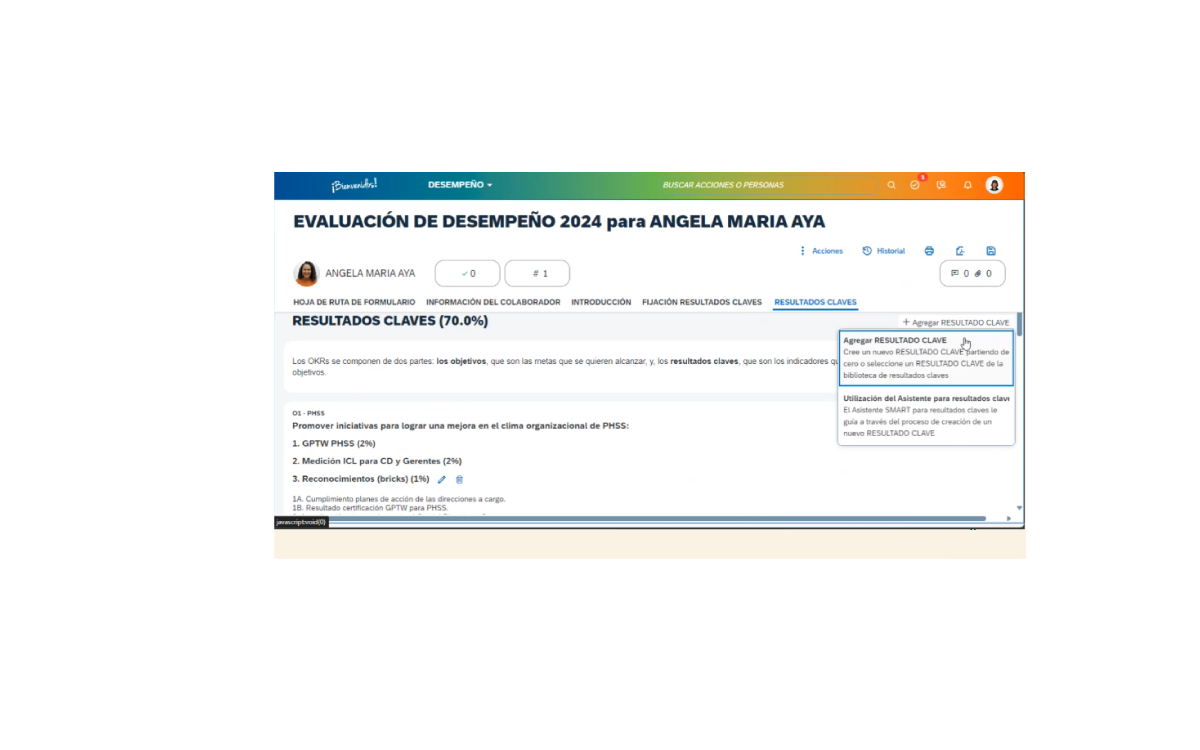 ¡Bienvenidos!
DESEMPEÑO
BUSCAR ACCIONES O PERSONAS
1
EVALUACIÓN DE DESEMPEÑO 2024 para ANGELA MARIA AYA
Acciones
Historial
ANGELA MARIA AYA
0
# 1
0
0
HOJA DE RUTA DE FORMULARIO
INFORMACIÓN DEL COLABORADOR
INTRODUCCIÓN
FIJACIÓN RESULTADOS CLAVES
RESULTADOS CLAVES
RESULTADOS CLAVES (70.0%)
+ Agregar RESULTADO CLAVE
Agregar RESULTADO CLAVE
Cree un nuevo RESULTADO CLAVE partiendo de
cero o seleccione un RESULTADO CLAVE de la
biblioteca de resultados claves
Utilización del Asistente para resultados clave
El Asistente SMART para resultados claves le
guía a través del proceso de creación de un
nuevo RESULTADO CLAVE
Los OKRs se componen de dos partes: los objetivos, que son las metas que se quieren alcanzar, y, los resultados claves, que son los indicadores
objetivos.
O1 - PHSS
Promover iniciativas para lograr una mejora en el clima organizacional de PHSS:
1. GPTW PHSS (2%)
2. Medición ICL para CD y Gerentes (2%)
3. Reconocimientos (bricks) (1%)
1A. Cumplimiento planes de acción de las direcciones a cargo.
1B. Resultado certificación GPTW para PHSS.
javascript:void(0)